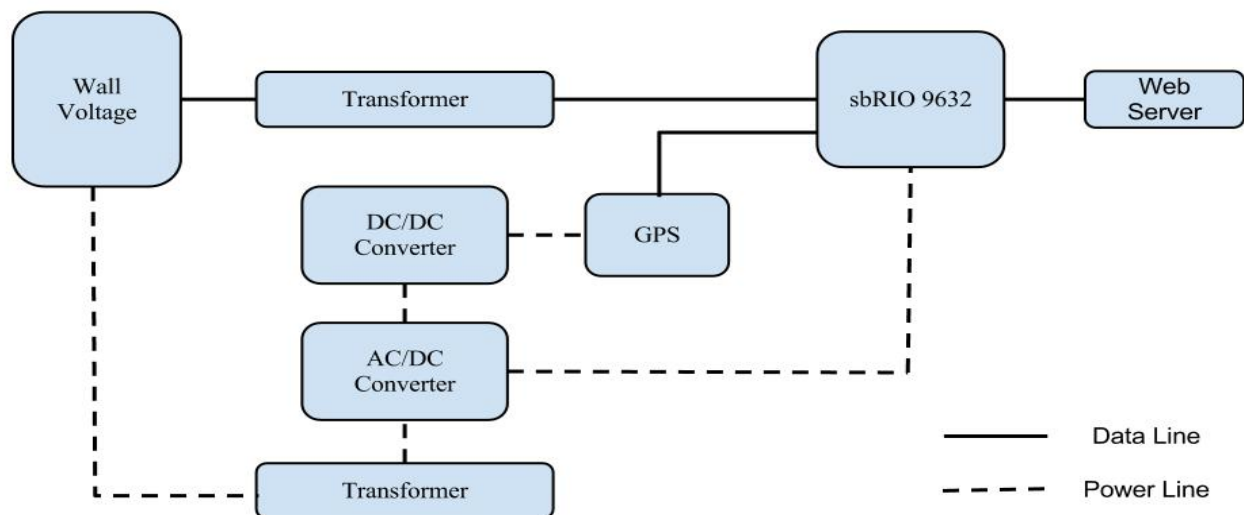 Wall
Voltage
Transformer
sbRIO 9632
Web
Server
DC/DC
Converter
GPS
AC/DC
Converter
Transformer
Data Line
Power Line